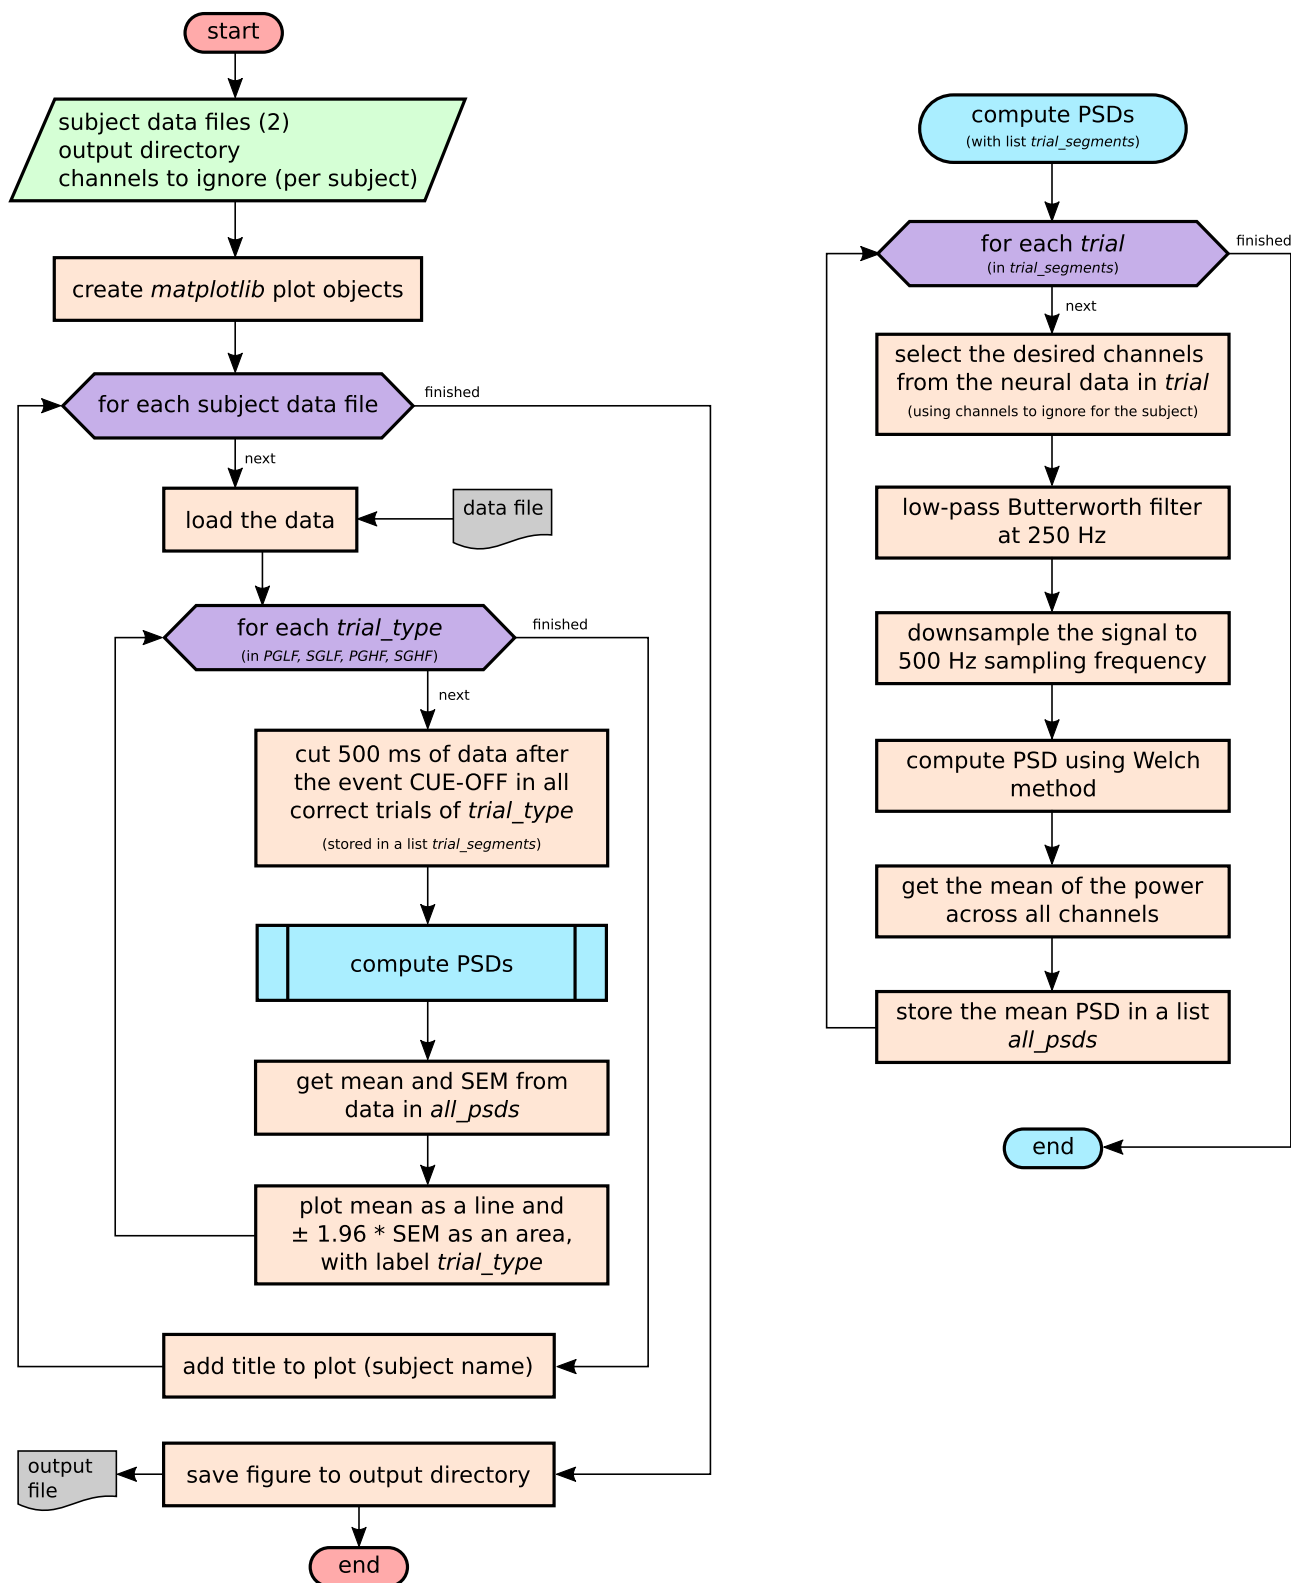 start
subject data files (2)
output directory
channels to ignore (per subject)
create matplotlib plot objects
for each subject data file
finished
next
load the data
data file
for each trial_type
(in PGLF, SGLF, PGHF, SGHF)
finished
next
cut 500 ms of data after
the event CUE-OFF in all
correct trials of trial_type
(stored in a list trial_segments)
compute PSDs
get mean and SEM from
data in all_psds
plot mean as a line and
± 1.96 * SEM as an area,
with label trial_type
add title to plot (subject name)
save figure to output directory
output
file
end
compute PSDs
(with list trial_segments)
for each trial
(in trial_segments)
finished
next
select the desired channels
from the neural data in trial
(using channels to ignore for the subject)
low-pass Butterworth filter
at 250 Hz
downsample the signal to
500 Hz sampling frequency
compute PSD using Welch
method
get the mean of the power
across all channels
store the mean PSD in a list
all_psds
end